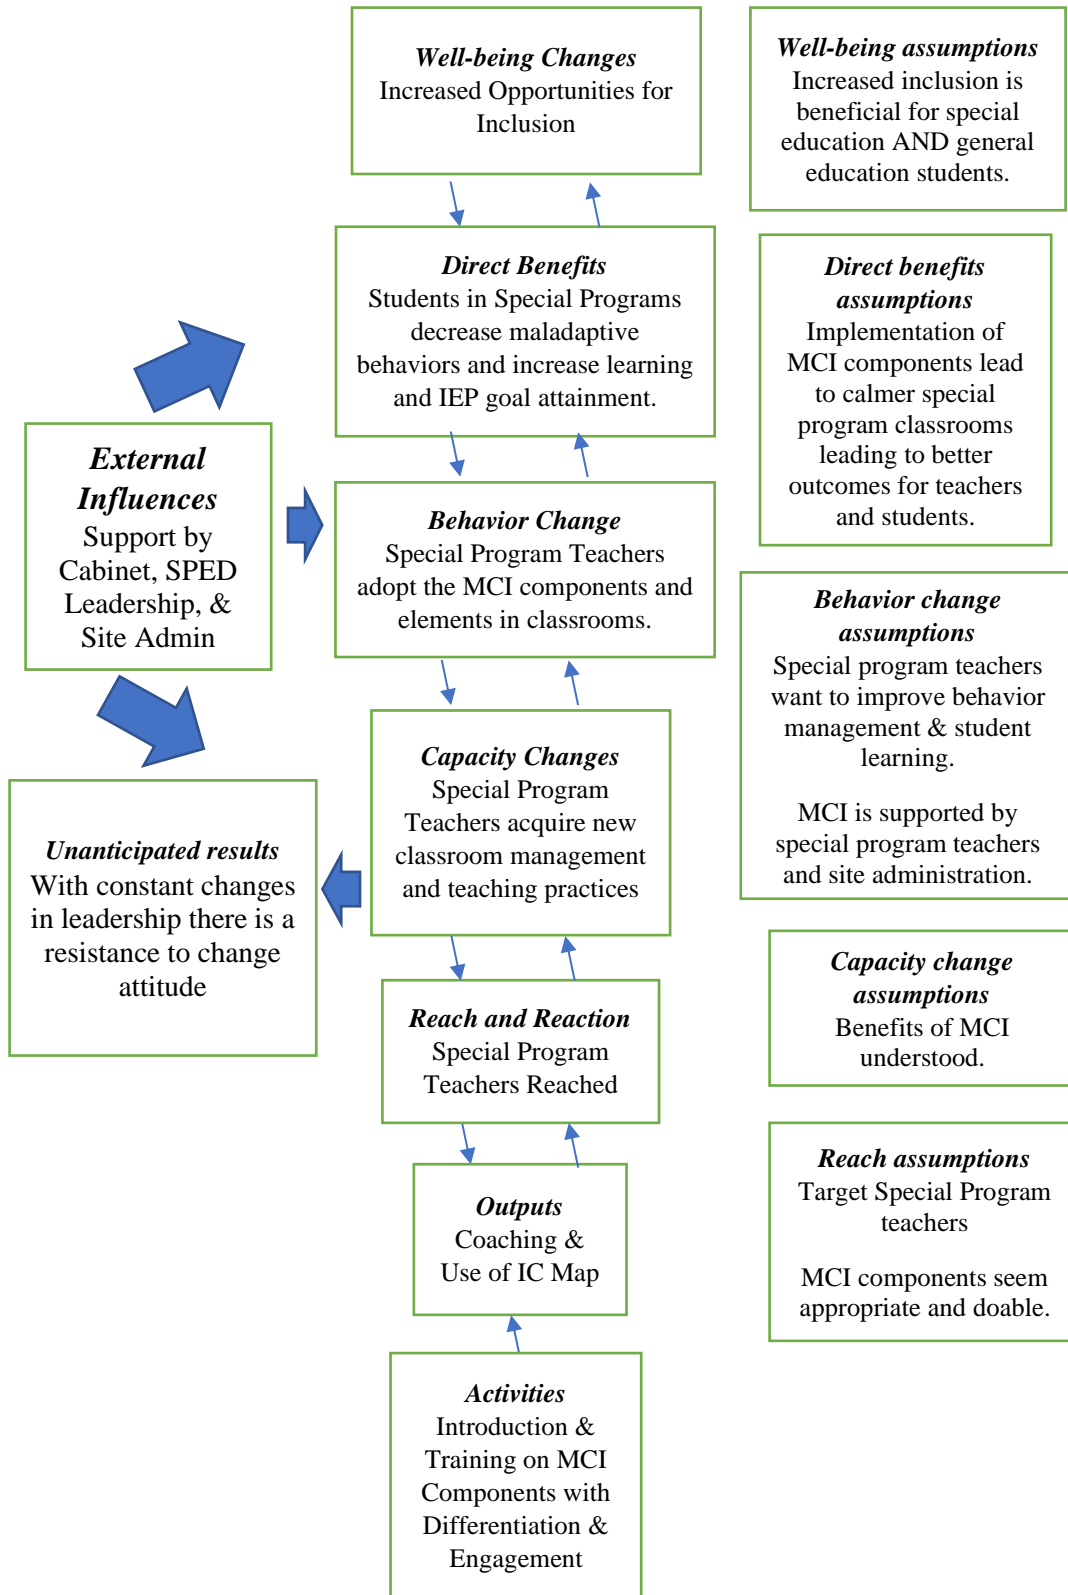 Well-being Changes
Increased Opportunities for
Inclusion
Well-being assumptions
Increased inclusion is
beneficial for special
education AND general
education students.
Direct Benefits
Students in Special Programs
decrease maladaptive
behaviors and increase learning
and IEP goal attainment.
Direct benefits
assumptions
Implementation of
MCI components lead
to calmer special
program classrooms
leading to better
outcomes for teachers
and students.
External
Influences
Support by
Cabinet, SPED
Leadership, &
Site Admin
Behavior Change
Special Program Teachers
adopt the MCI components and
elements in classrooms.
Behavior change
assumptions
Special program teachers
want to improve behavior
management & student
learning.
MCI is supported by
special program teachers
and site administration.
Capacity Changes
Special Program
Teachers acquire new
classroom management
and teaching practices
Unanticipated results
With constant changes
in leadership there is a
resistance to change
attitude
Capacity change
assumptions
Benefits of MCI
understood.
Reach and Reaction
Special Program
Teachers Reached
Reach assumptions
Target Special Program
teachers
MCI components seem
appropriate and doable.
Outputs
Coaching &
Use of IC Map
Activities
Introduction &
Training on MCI
Components with
Differentiation &
Engagement